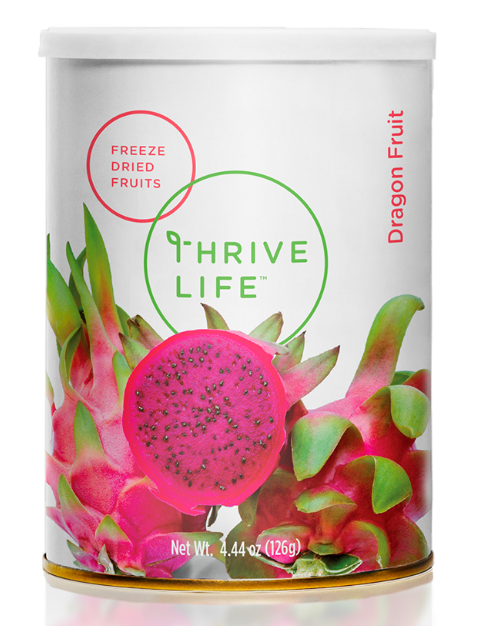 FREEZE
DRIED
FRUITS
THRIVE
LIFE™
Dragon Fruit
Net Wt. 4.44 oz (126g)